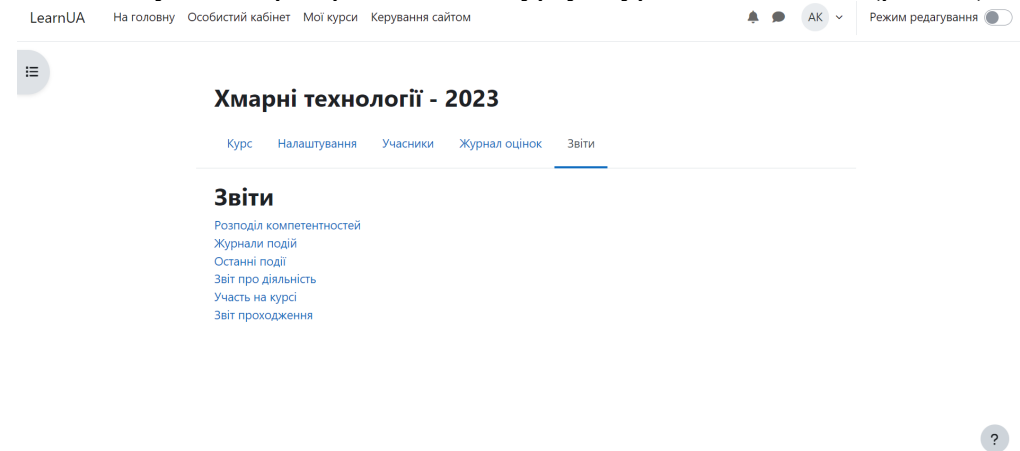 LearnUA На головну Особистий кабінет Мої курси Керування сайтом АК Режим редагування
Хмарні технології - 2023
Курс Налаштування Учасники Журнал оцінок Звіти
Звіти
Розподіл компетентностей
Журнали подій
Останні події
Звіт про діяльність
Участь на курсі
Звіт проходження
?